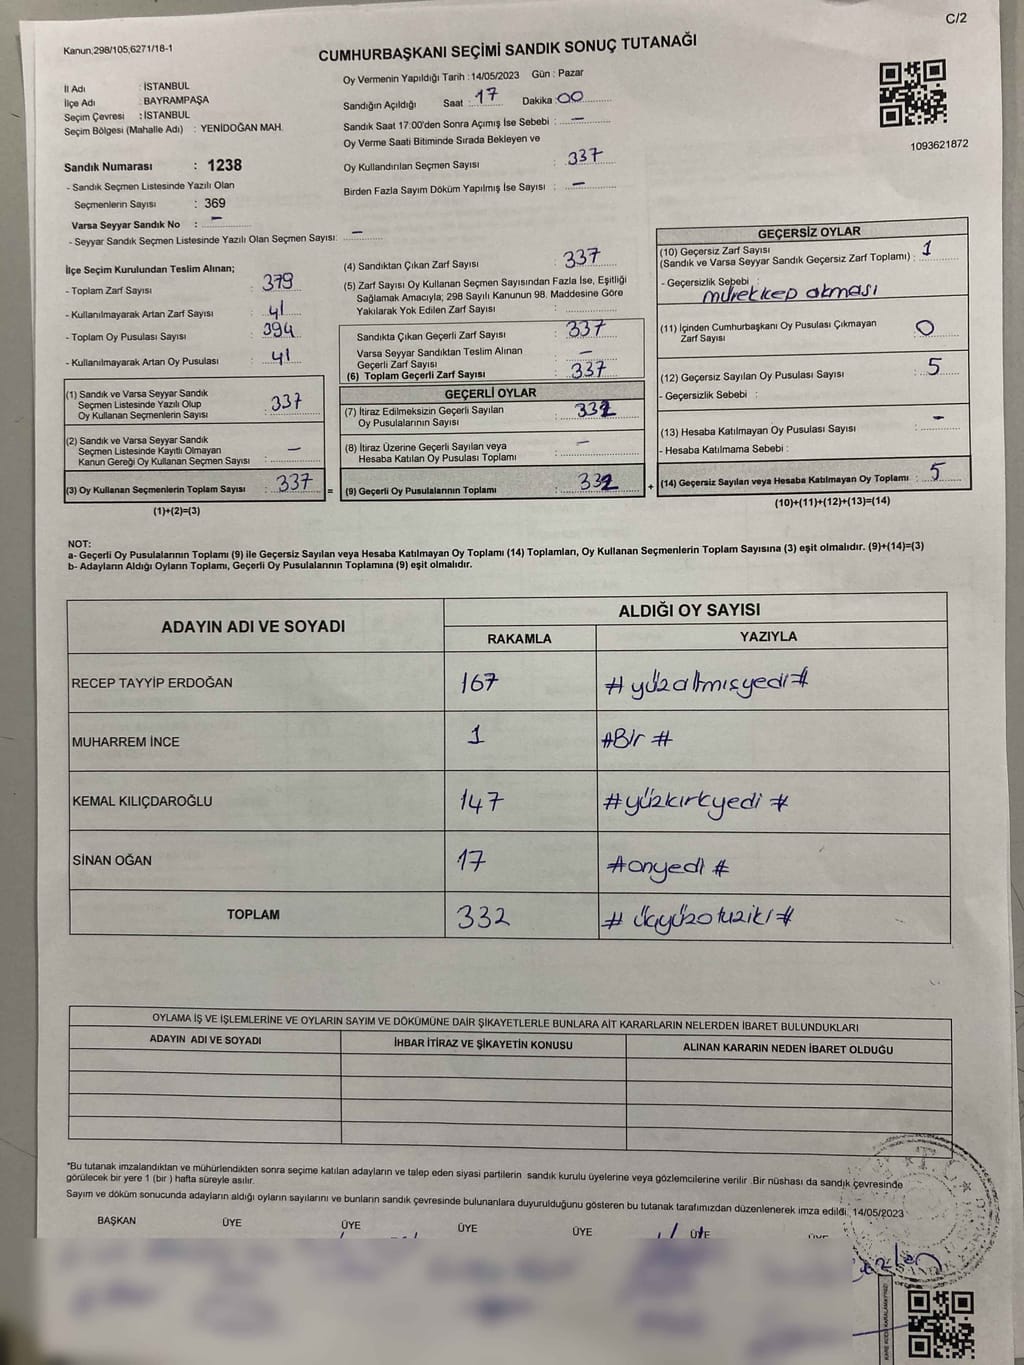 C/2
Kanun;298/105,6271/18-1
CUMHURBAŞKANI SEÇİMİ SANDIK SONUÇ TUTANAĞI
İl Adı : İSTANBUL
İlçe Adı : BAYRAMPAŞA
Seçim Çevresi : İSTANBUL
Seçim Bölgesi (Mahalle Adı) : YENİDOĞAN MAH.
Oy Vermenin Yapıldığı Tarih : 14/05/2023 Gün : Pazar
Sandığın Açıldığı Saat : 17 Dakika : 00
Sandık Saat 17:00'den Sonra Açımış İse Sebebi : -
Oy Verme Saati Bitiminde Sırada Bekleyen ve
Oy Kullandırılan Seçmen Sayısı : 337
Birden Fazla Sayım Döküm Yapılmış İse Sayısı : -
1093621872
Sandık Numarası : 1238
- Sandık Seçmen Listesinde Yazılı Olan
Seçmenlerin Sayısı : 369
Varsa Seyyar Sandık No : -
- Seyyar Sandık Seçmen Listesinde Yazılı Olan Seçmen Sayısı: -
İlçe Seçim Kurulundan Teslim Alınan;
- Toplam Zarf Sayısı : 379
- Kullanılmayarak Artan Zarf Sayısı : 41
- Toplam Oy Pusulası Sayısı : 394
- Kullanılmayarak Artan Oy Pusulası : 41
(1) Sandık ve Varsa Seyyar Sandık
Seçmen Listesinde Yazılı Olup
Oy Kullanan Seçmenlerin Sayısı : 337
(2) Sandık ve Varsa Seyyar Sandık
Seçmen Listesinde Kayıtlı Olmayan
Kanun Gereği Oy Kullanan Seçmen Sayısı : -
(3) Oy Kullanan Seçmenlerin Toplam Sayısı : 337 =
(1)+(2)=(3)
(4) Sandıktan Çıkan Zarf Sayısı : 337
(5) Zarf Sayısı Oy Kullanan Seçmen Sayısından Fazla İse, Eşitliği
Sağlamak Amacıyla; 298 Sayılı Kanunun 98. Maddesine Göre
Yakılarak Yok Edilen Zarf Sayısı :
Sandıkta Çıkan Geçerli Zarf Sayısı : 337
Varsa Seyyar Sandıktan Teslim Alınan
Geçerli Zarf Sayısı : -
(6) Toplam Geçerli Zarf Sayısı : 337
GEÇERLİ OYLAR
(7) İtiraz Edilmeksizin Geçerli Sayılan
Oy Pusulalarının Sayısı : 332
(8) İtiraz Üzerine Geçerli Sayılan veya
Hesaba Katılan Oy Pusulası Toplamı : -
(9) Geçerli Oy Pusulalarının Toplamı : 332 +
GEÇERSİZ OYLAR
(10) Geçersiz Zarf Sayısı
(Sandık ve Varsa Seyyar Sandık Geçersiz Zarf Toplamı) : 1
- Geçersizlik Sebebi :
mürekkep akması
(11) İçinden Cumhurbaşkanı Oy Pusulası Çıkmayan
Zarf Sayısı : 0
(12) Geçersiz Sayılan Oy Pusulası Sayısı : 5
- Geçersizlik Sebebi :
(13) Hesaba Katılmayan Oy Pusulası Sayısı : -
- Hesaba Katılmama Sebebi :
(14) Geçersiz Sayılan veya Hesaba Katılmayan Oy Toplamı : 5
(10)+(11)+(12)+(13)=(14)
NOT:
a- Geçerli Oy Pusulalarının Toplamı (9) ile Geçersiz Sayılan veya Hesaba Katılmayan Oy Toplamı (14) Toplamları, Oy Kullanan Seçmenlerin Toplam Sayısına (3) eşit olmalıdır. (9)+(14)=(3)
b- Adayların Aldığı Oyların Toplamı, Geçerli Oy Pusulalarının Toplamına (9) eşit olmalıdır.
ADAYIN ADI VE SOYADI
ALDIĞI OY SAYISI
RAKAMLA YAZIYLA
RECEP TAYYİP ERDOĞAN 167 # yüzaltmışyedi #
MUHARREM İNCE 1 #Bir #
KEMAL KILIÇDAROĞLU 147 #yüzkırkyedi #
SİNAN OĞAN 17 #onyedi #
TOPLAM 332 # üçyüzotuziki #
OYLAMA İŞ VE İŞLEMLERİNE VE OYLARIN SAYIM VE DÖKÜMÜNE DAİR ŞİKAYETLERLE BUNLARA AİT KARARLARIN NELERDEN İBARET BULUNDUKLARI
ADAYIN ADI VE SOYADI İHBAR İTİRAZ VE ŞİKAYETİN KONUSU ALINAN KARARIN NEDEN İBARET OLDUĞU
*Bu tutanak imzalandıktan ve mühürlendikten sonra seçime katılan adayların ve talep eden siyasi partilerin sandık kurulu üyelerine veya gözlemcilerine verilir .Bir nüshası da sandık çevresinde
görülecek bir yere 1 (bir ) hafta süreyle asılır.
Sayım ve döküm sonucunda adayların aldığı oyların sayılarını ve bunların sandık çevresinde bulunanlara duyurulduğunu gösteren bu tutanak tarafımızdan düzenlenerek imza edildi. 14/05/2023
BAŞKAN ÜYE ÜYE ÜYE ÜYE ÜYE